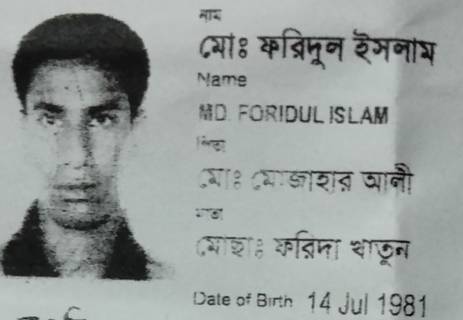 নাম
মোঃ ফরিদুল ইসলাম
Name
MD. FORIDUL ISLAM
পিতা
মোঃ মোজাহার আলী
মাতা
মোছাঃ ফরিদা খাতুন
Date of Birth 14 Jul 1981